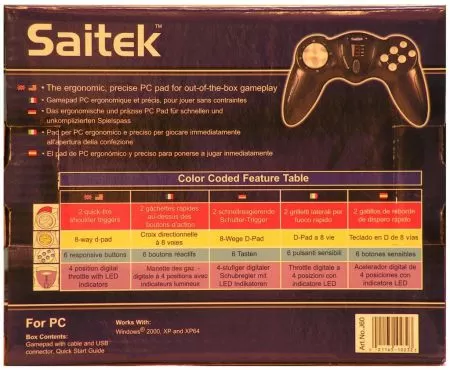 Saitek™
The ergonomic, precise PC pad for out-of-the-box gameplay
Gamepad PC ergonomique et précis, pour jouer sans contraintes
Das ergonomische und präzise PC Pad für schnellen und
unkomplizierten Spielspass
Pad per PC ergonomico e preciso per giocare immediatamente
all'apertura della confezione
El pad de PC ergonómico y preciso para ponerse a jugar immediatamente
Color Coded Feature Table
2 quick-fire shoulder triggers
2 gâchettes rapides au-dessus des boutons d'action
2 schnellreagierende Schulter-Trigger
2 grilletti laterali per fuoco rapido
2 gatillos de rebonte de disparo rápido
8-way d-pad
Croix directionnelle à 8 voies
8-Wege D-Pad
D-Pad a 8 vie
Teclado en D de 8 vías
6 responsive buttons
6 boutons réactifs
6 Tasten
6 pulsanti sensibili
6 botones sensibles
4 position digital throttle with LED indicators
Manette des gaz - digitale à 4 positions avec indicateurs lumineux
4-stufiger digitaler Schubregler mit LED Indikatoren
Throttle digitale a 4 posizioni con indicatori LED
Acelerador digital de 4 posiciones con indicadores LED
For PC
Works With:
Windows® 2000, XP and XP64
Box Contents:
Gamepad with cable and USB
connector, Quick Start Guide
Art.No.J60